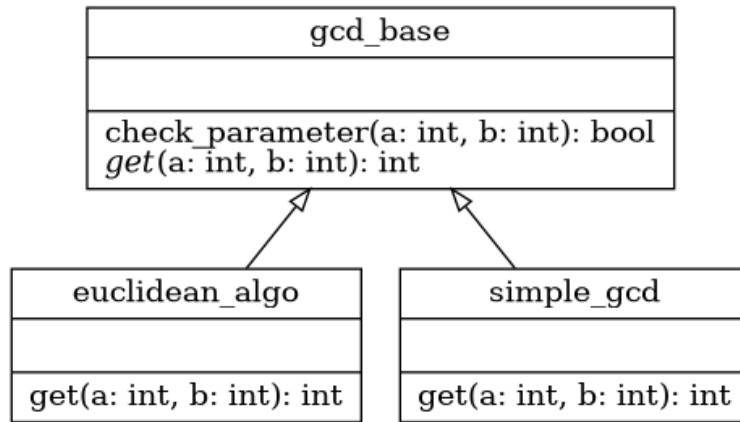 gcd_base
check_parameter(a: int, b: int): bool
get(a: int, b: int): int
euclidean_algo
simple_gcd
get(a: int, b: int): int
get(a: int, b: int): int